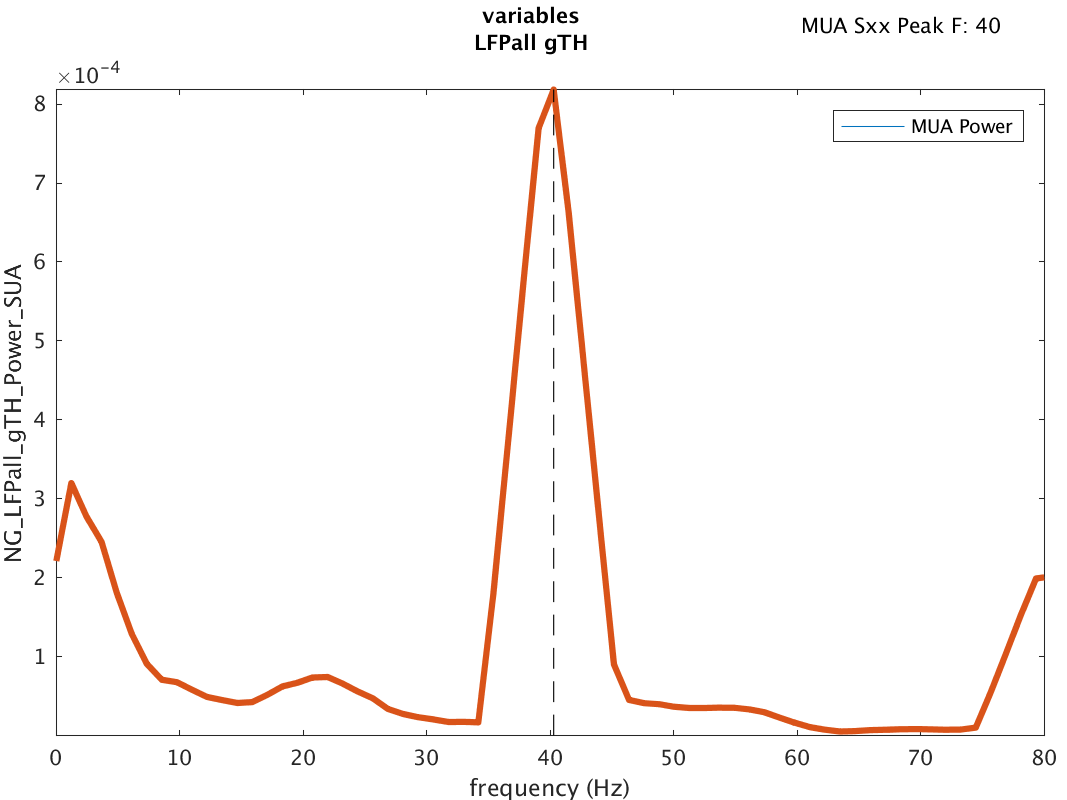 variables
LFPall gTH
MUA Sxx Peak F: 40
×10⁻⁴
MUA Power
8
7
6
5
4
3
2
1
NG_LFPall_gTH_Power_SUA
0 10 20 30 40 50 60 70 80
frequency (Hz)